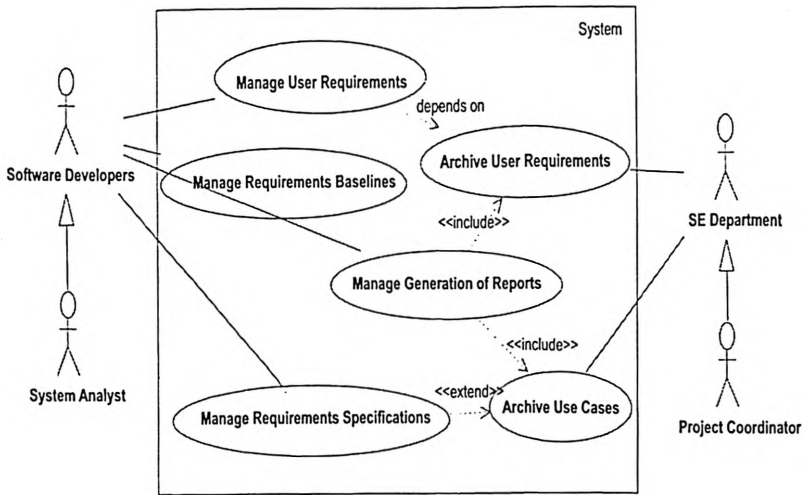 System
Manage User Requirements
depends on
Archive User Requirements
Software Developers
Manage Requirements Baselines
SE Department
<<include>>
Manage Generation of Reports
<<include>>
<<extend>>
System Analyst
Manage Requirements Specifications
Archive Use Cases
Project Coordinator